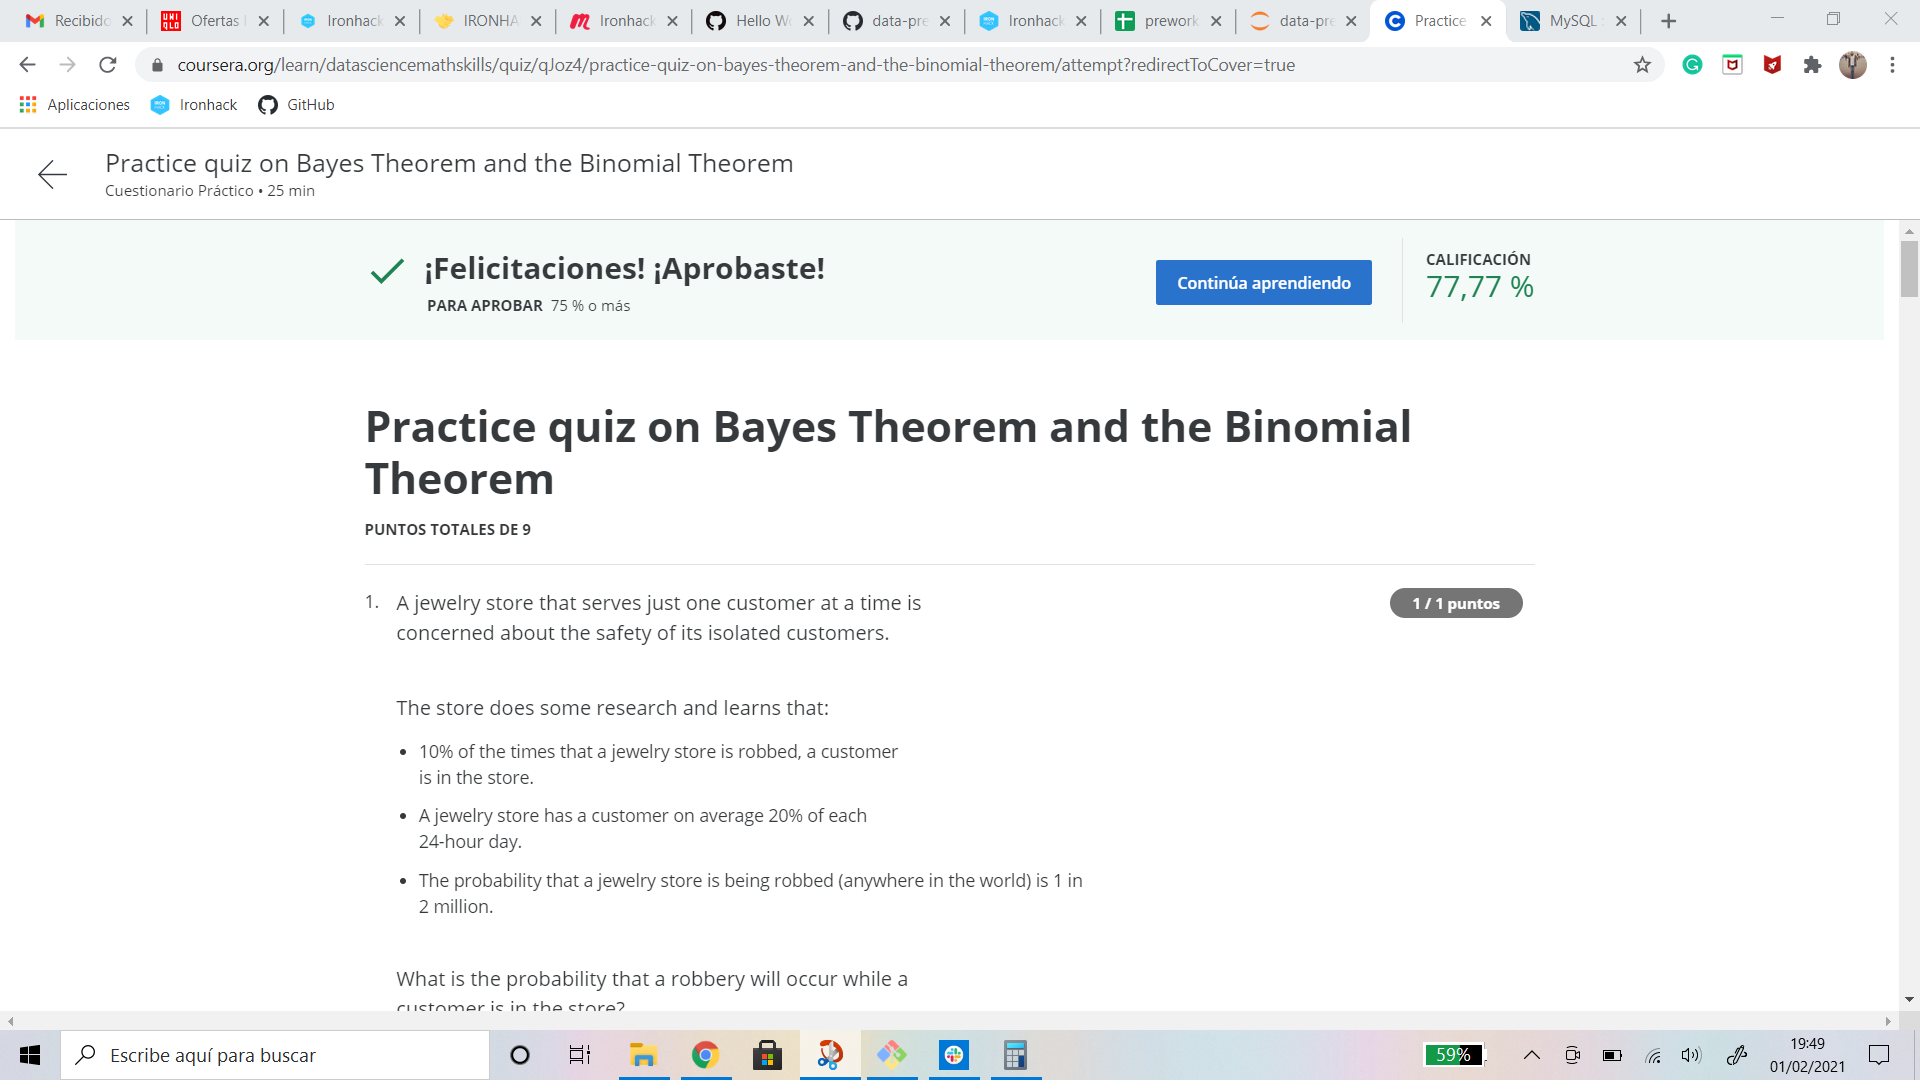 Recibido
Ofertas
Ironhack
IRONHA
Ironhack
Hello Wo
data-pre
Ironhack
prework
data-pre
Practice
MySQL
coursera.org/learn/datasciencemathskills/quiz/qJoz4/practice-quiz-on-bayes-theorem-and-the-binomial-theorem/attempt?redirectToCover=true
Aplicaciones
Ironhack
GitHub
Practice quiz on Bayes Theorem and the Binomial Theorem
Cuestionario Práctico • 25 min
¡Felicitaciones! ¡Aprobaste!
PARA APROBAR 75 % o más
Continúa aprendiendo
CALIFICACIÓN
77,77 %
Practice quiz on Bayes Theorem and the Binomial
Theorem
PUNTOS TOTALES DE 9
1. A jewelry store that serves just one customer at a time is
concerned about the safety of its isolated customers.
1 / 1 puntos
The store does some research and learns that:
• 10% of the times that a jewelry store is robbed, a customer
is in the store.
• A jewelry store has a customer on average 20% of each
24-hour day.
• The probability that a jewelry store is being robbed (anywhere in the world) is 1 in
2 million.
What is the probability that a robbery will occur while a
customer is in the store?
Escribe aquí para buscar
59%
19:49
01/02/2021